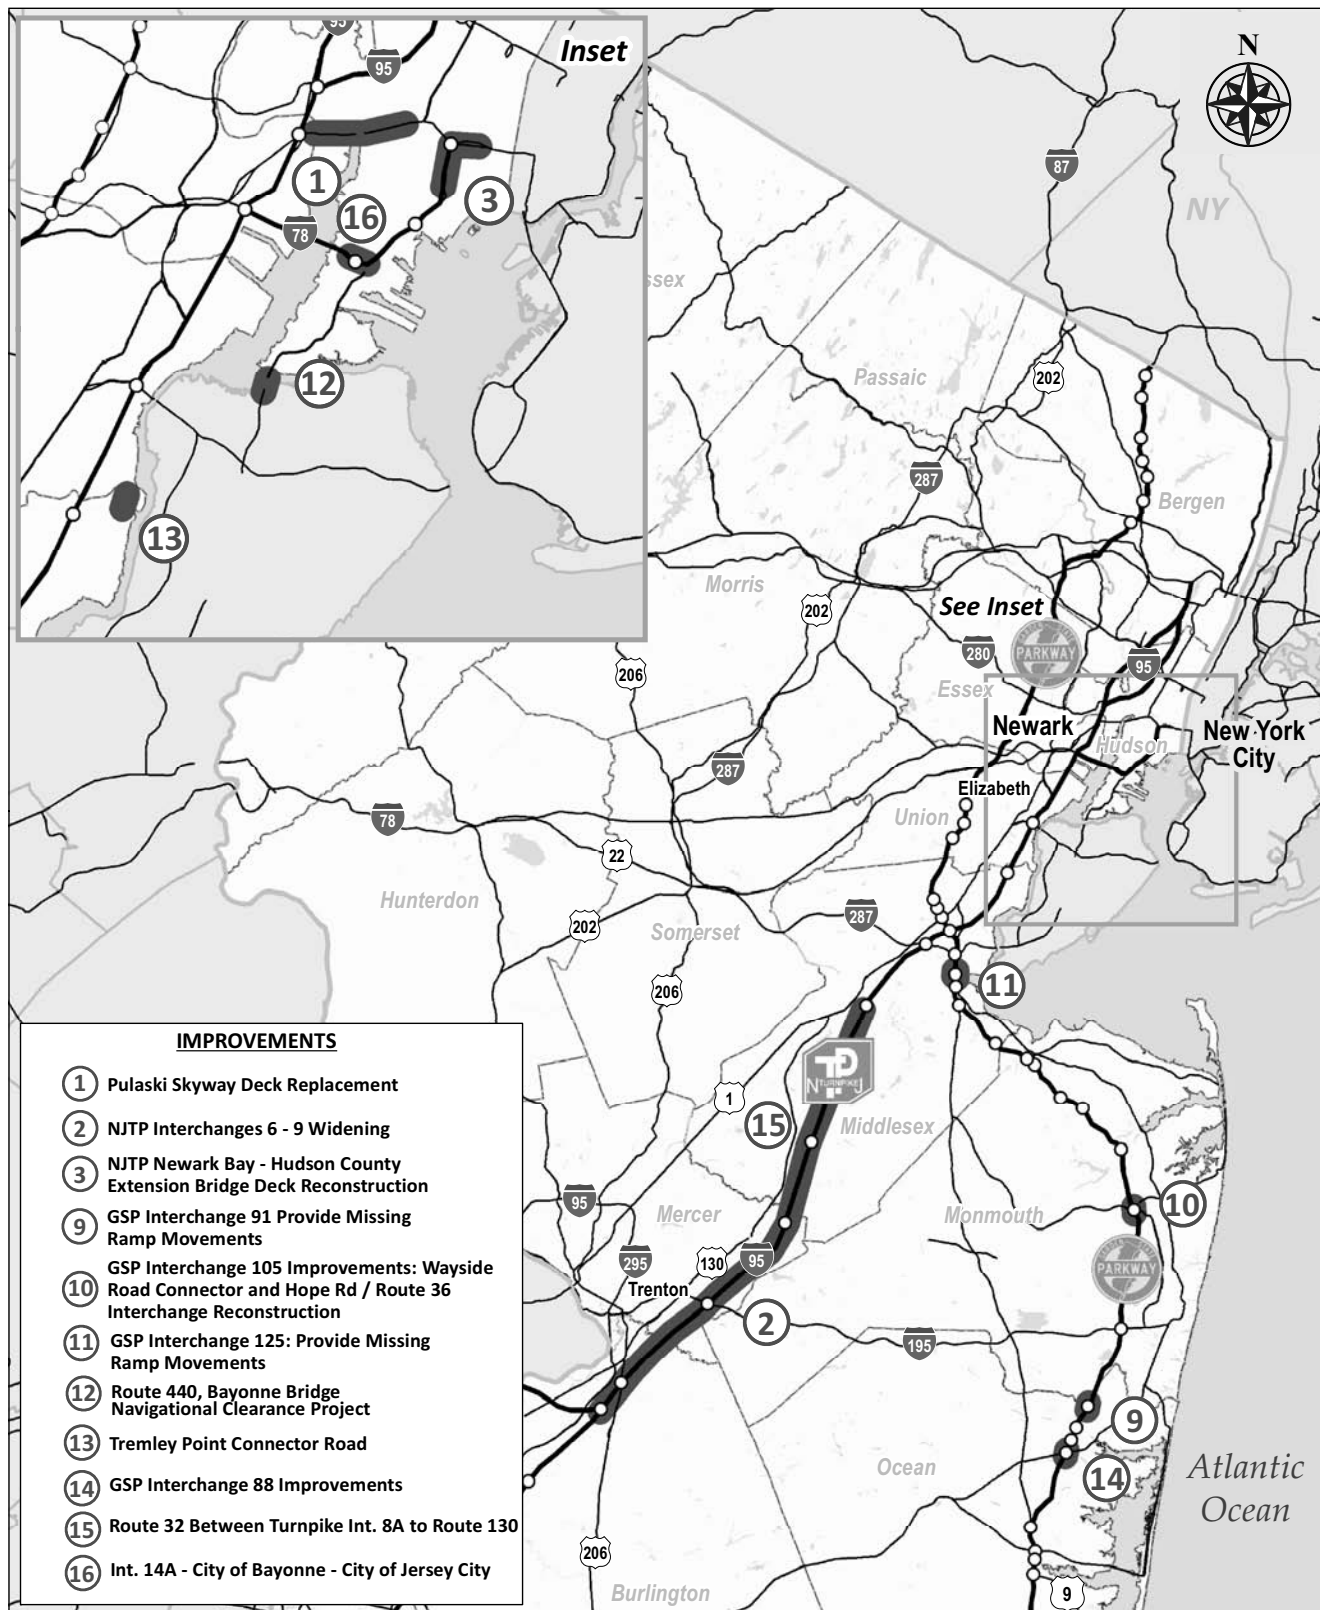 Inset
95
95
1
3
16
78
12
13
N
87
NY
ssex
Passaic
202
287
Bergen
Morris
202
See Inset
PARKWAY
280
95
206
Essex
Newark
New York
City
Hudson
287
Elizabeth
78
Union
22
Hunterdon
287
202
Somerset
206
11
TP
N TURNPIKE J
1
15
Middlesex
95
Mercer
Monmouth
10
295
130
95
PARKWAY
Trenton
2
195
9
Ocean
14
Atlantic
Ocean
206
Burlington
9
IMPROVEMENTS
1 Pulaski Skyway Deck Replacement
2 NJTP Interchanges 6 - 9 Widening
3 NJTP Newark Bay - Hudson County
Extension Bridge Deck Reconstruction
9 GSP Interchange 91 Provide Missing
Ramp Movements
10 GSP Interchange 105 Improvements: Wayside
Road Connector and Hope Rd / Route 36
Interchange Reconstruction
11 GSP Interchange 125: Provide Missing
Ramp Movements
12 Route 440, Bayonne Bridge
Navigational Clearance Project
13 Tremley Point Connector Road
14 GSP Interchange 88 Improvements
15 Route 32 Between Turnpike Int. 8A to Route 130
16 Int. 14A - City of Bayonne - City of Jersey City